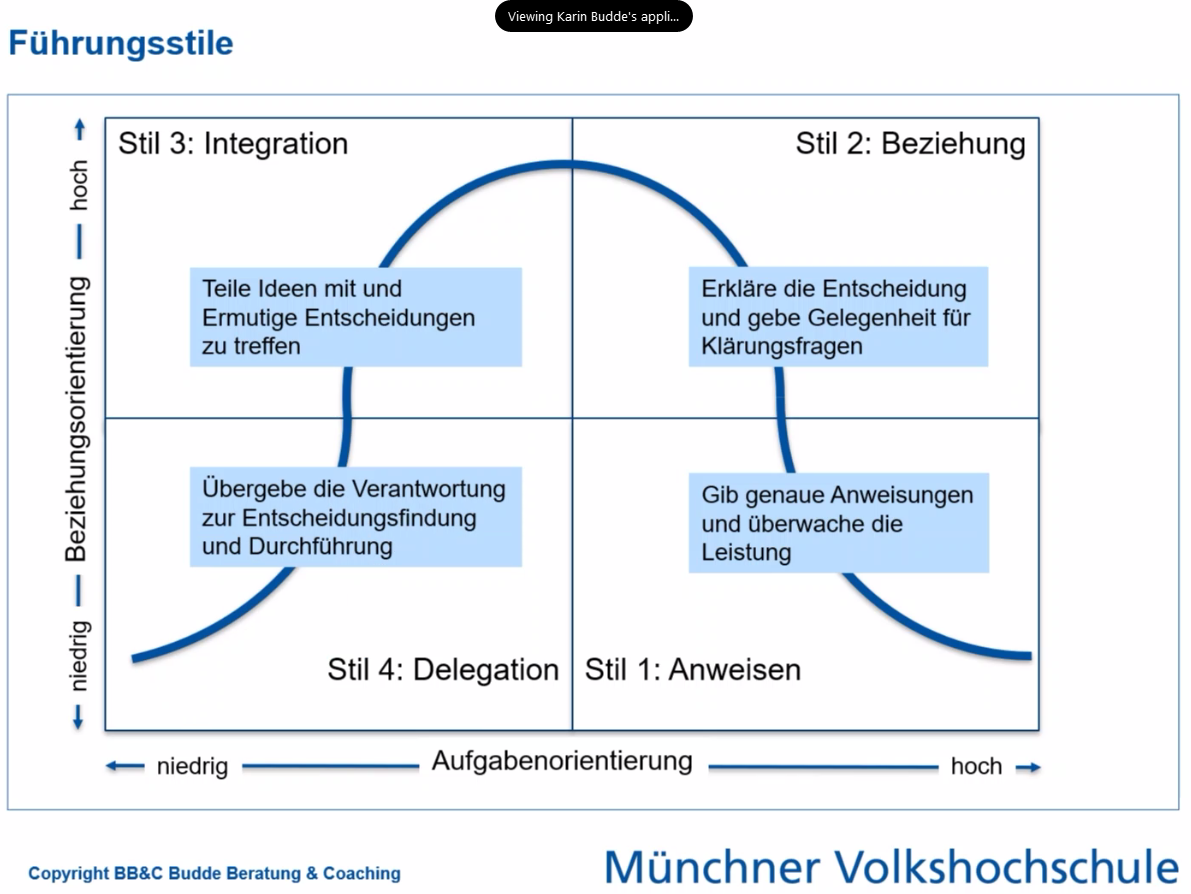 Viewing Karin Budde's appli...
Führungsstile
Stil 3: Integration
Stil 2: Beziehung
Teile Ideen mit und
Ermutige Entscheidungen
zu treffen
Erkläre die Entscheidung
und gebe Gelegenheit für
Klärungsfragen
Übergebe die Verantwortung
zur Entscheidungsfindung
und Durchführung
Gib genaue Anweisungen
und überwache die
Leistung
Stil 4: Delegation
Stil 1: Anweisen
niedrig Beziehungsorientierung hoch
niedrig Aufgabenorientierung hoch
Copyright BB&C Budde Beratung & Coaching
Münchner Volkshochschule